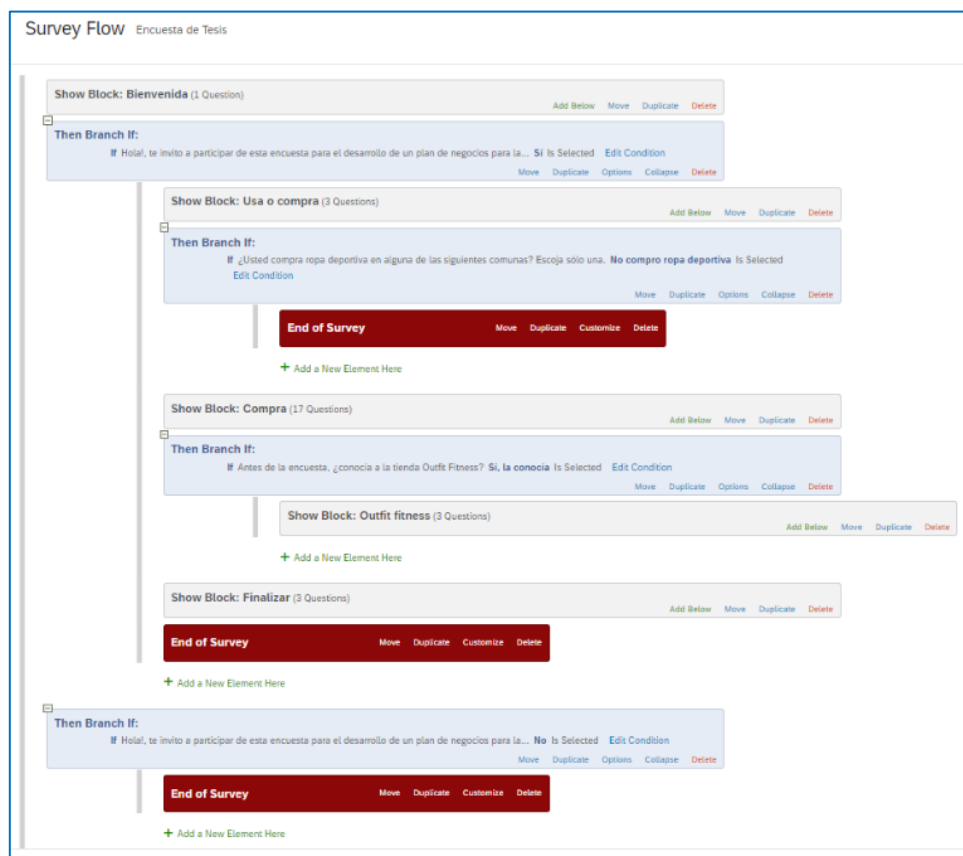 Survey Flow Encuesta de Tesis
Show Block: Bienvenida (1 Question)
Add Below Move Duplicate Delete
Then Branch If:
If Hola!, te invito a participar de esta encuesta para el desarrollo de un plan de negocios para la... Sí Is Selected Edit Condition
Move Duplicate Options Collapse Delete
Show Block: Usa o compra (3 Questions)
Add Below Move Duplicate Delete
Then Branch If:
If ¿Usted compra ropa deportiva en alguna de las siguientes comunas? Escoja sólo una. No compro ropa deportiva Is Selected
Edit Condition
Move Duplicate Options Collapse Delete
End of Survey Move Duplicate Customize Delete
+ Add a New Element Here
Show Block: Compra (17 Questions)
Add Below Move Duplicate Delete
Then Branch If:
If Antes de la encuesta, ¿conocía a la tienda Outfit Fitness? Sí, la conocía Is Selected Edit Condition
Move Duplicate Options Collapse Delete
Show Block: Outfit fitness (3 Questions)
Add Below Move Duplicate Delete
+ Add a New Element Here
Show Block: Finalizar (3 Questions)
Add Below Move Duplicate Delete
End of Survey Move Duplicate Customize Delete
+ Add a New Element Here
Then Branch If:
If Hola!, te invito a participar de esta encuesta para el desarrollo de un plan de negocios para la... No Is Selected Edit Condition
Move Duplicate Options Collapse Delete
End of Survey Move Duplicate Customize Delete
+ Add a New Element Here